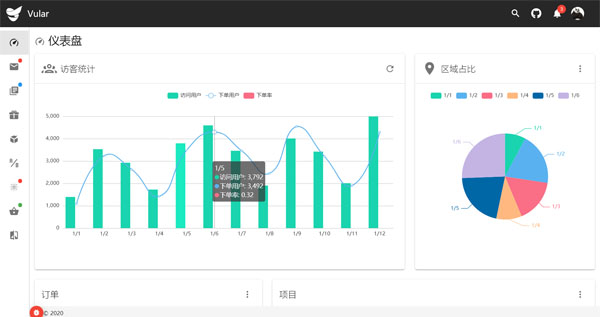 Vular
3
仪表盘
访客统计
区域占比
访问用户 下单用户 下单率
1/1 1/2 1/3 1/4 1/5 1/6
5,000
4,000
3,000
2,000
1,000
0
1/5
访问用户: 3,792
下单用户: 3,492
下单率: 0.32
1/1 1/2 1/3 1/4 1/5 1/6 1/7 1/8 1/9 1/10 1/11 1/12
1/1
1/2
1/3
1/4
1/5
1/6
订单
项目
© 2020